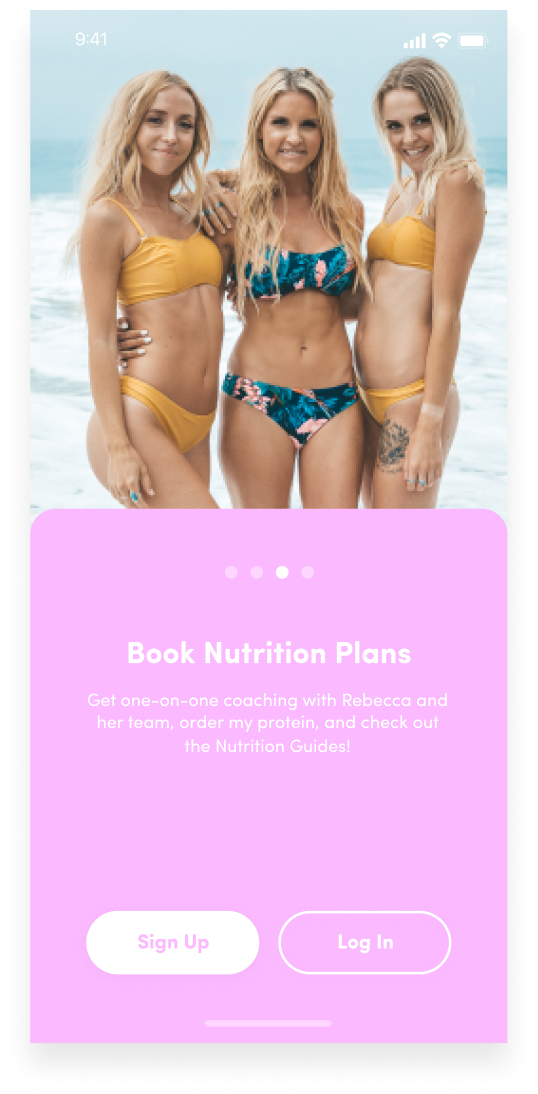 9:41
Book Nutrition Plans
Get one-on-one coaching with Rebecca and
her team, order my protein, and check out
the Nutrition Guides!
Sign Up
Log In